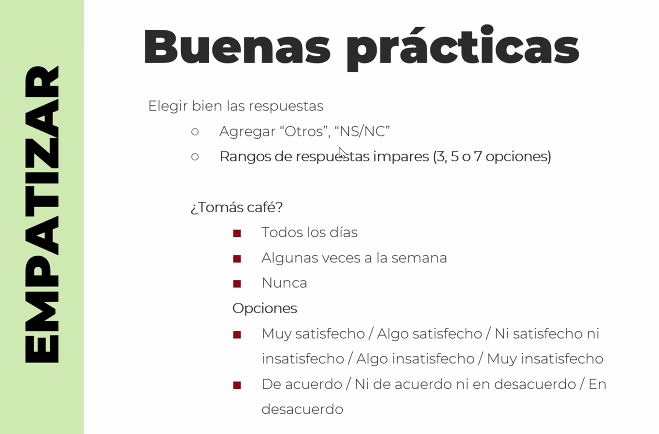 EMPATIZAR
Buenas prácticas
Elegir bien las respuestas
○ Agregar “Otros”, “NS/NC”
○ Rangos de respuestas impares (3, 5 o 7 opciones)
¿Tomás café?
■ Todos los días
■ Algunas veces a la semana
■ Nunca
Opciones
■ Muy satisfecho / Algo satisfecho / Ni satisfecho ni
insatisfecho / Algo insatisfecho / Muy insatisfecho
■ De acuerdo / Ni de acuerdo ni en desacuerdo / En
desacuerdo